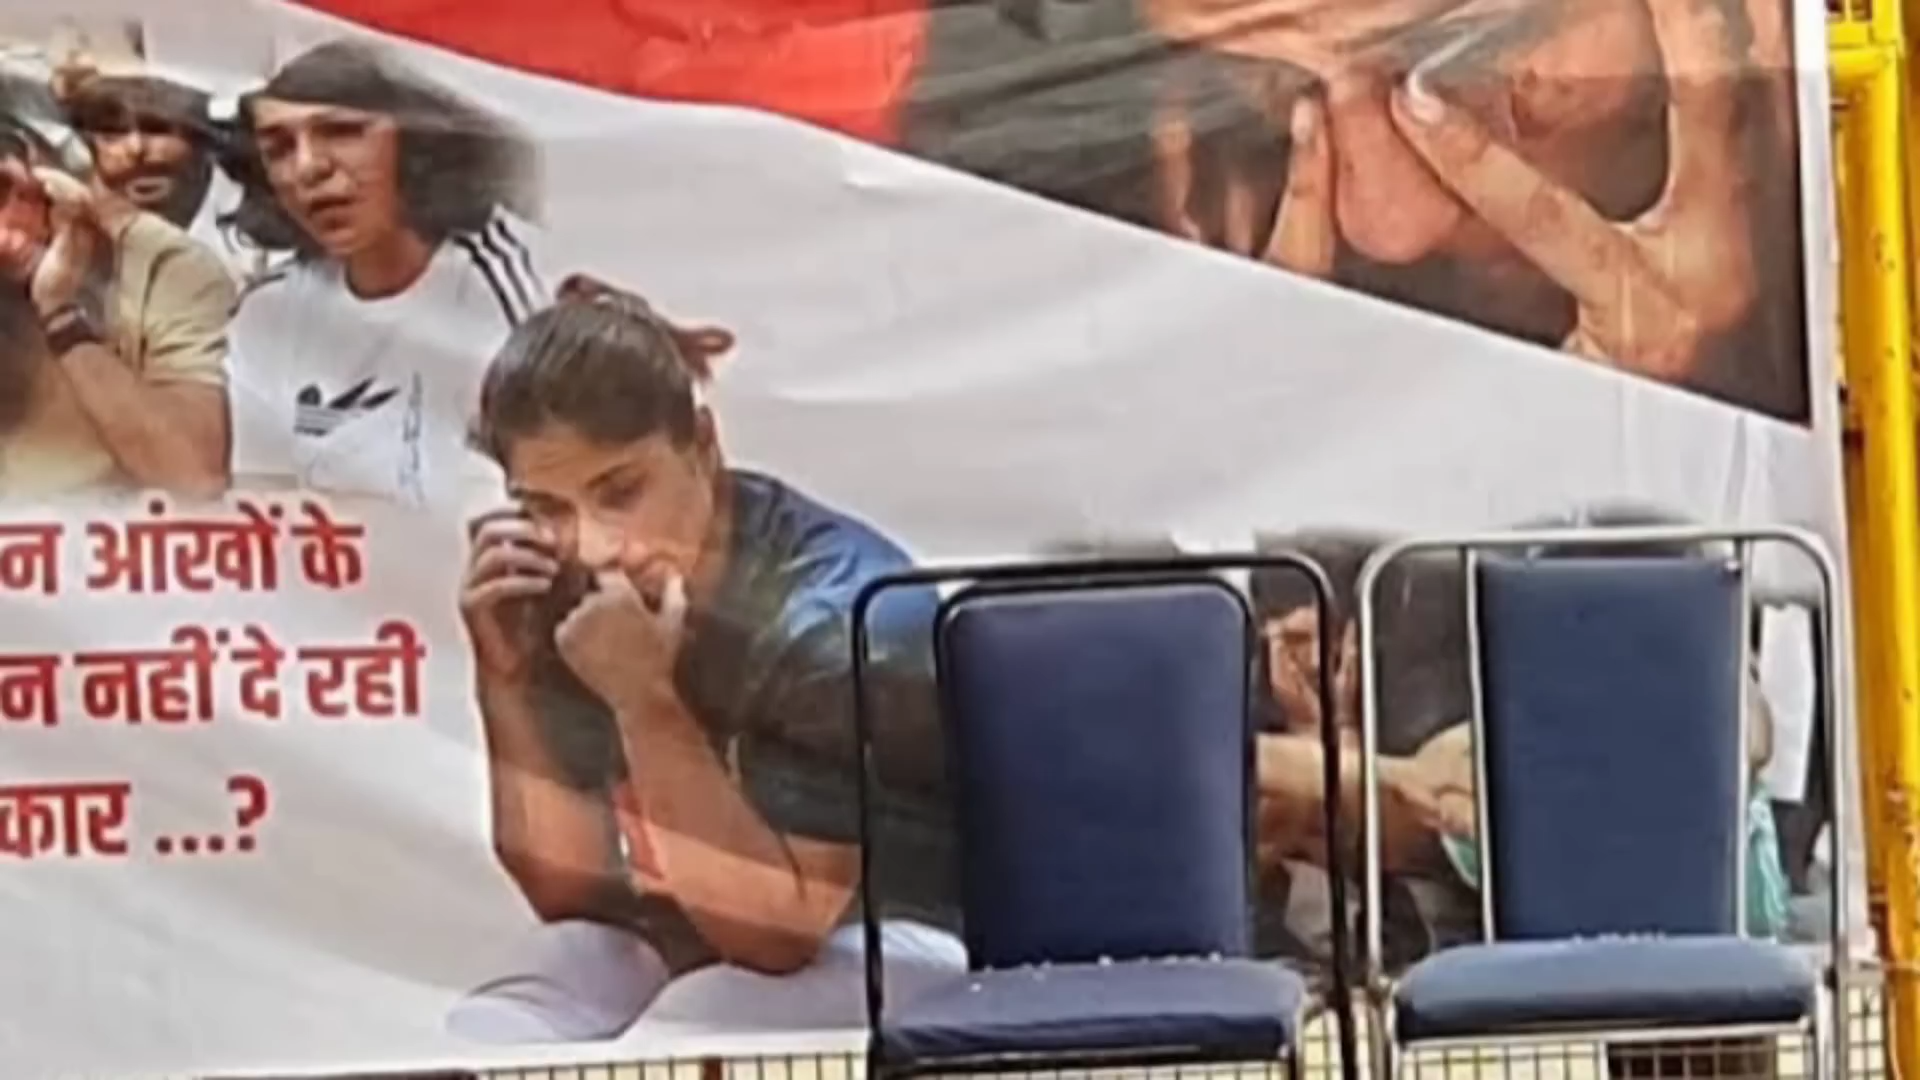 न आंखों के
न नहीं दे रही
कार ...?